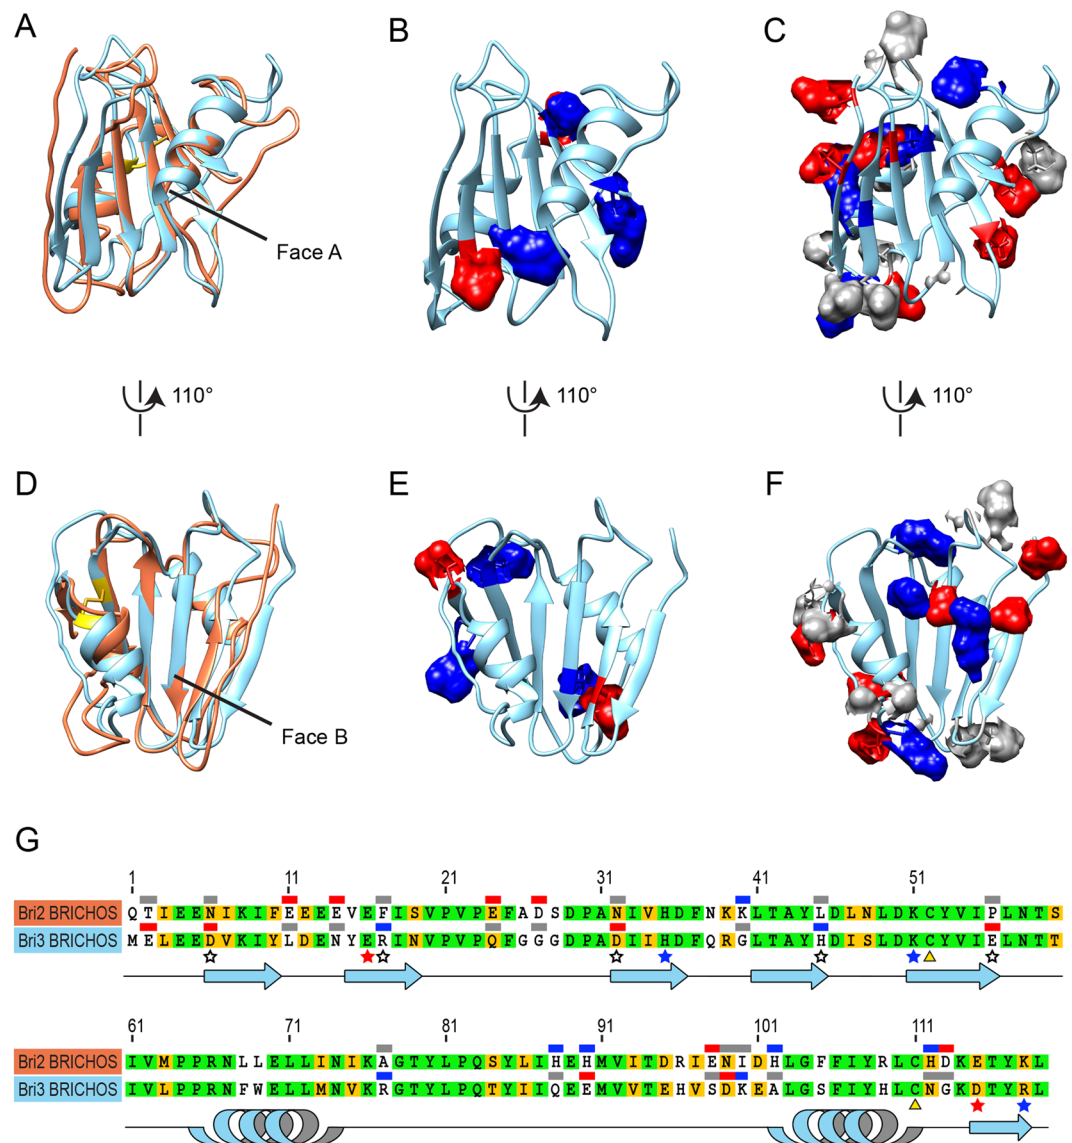 A
B
C
Face A
110°
110°
110°
D
E
F
Face B
G
1 11 21 31 41 51
Bri2 BRICHOS QTIEENIKIFEEEEVEFISVPVPEFADSDPANIVHDFNKKLTAYLDLNLDKCYVIPLNTS
Bri3 BRICHOS MELEEDVKIYLDENYERINVPVPQFGGGDPADIIHDFQRGLTAYHDISLDKCYVIELNTT
61 71 81 91 101 111
Bri2 BRICHOS IVMPPRNLLELLINIKAGTYLPQSYLIHEHMVITDRIENIDHLGFFIYRLCHDKETYKL
Bri3 BRICHOS IVLPPRNFWELLMNVKRGTYLPQTYIIQEEMVVTEHVSDKEALGSFIYHLCNGKDTYRL